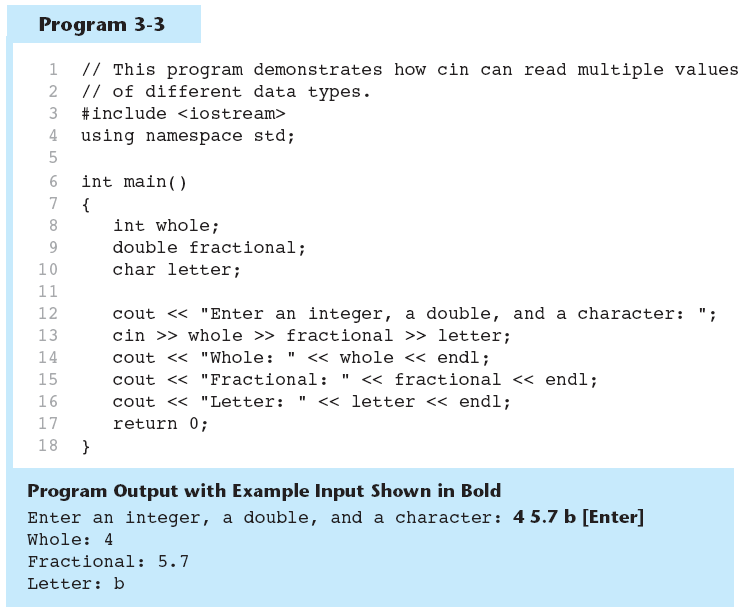 Program 3-3
1 // This program demonstrates how cin can read multiple values
2 // of different data types.
3 #include <iostream>
4 using namespace std;
5
6 int main()
7 {
8 int whole;
9 double fractional;
10 char letter;
11
12 cout << "Enter an integer, a double, and a character: ";
13 cin >> whole >> fractional >> letter;
14 cout << "Whole: " << whole << endl;
15 cout << "Fractional: " << fractional << endl;
16 cout << "Letter: " << letter << endl;
17 return 0;
18 }
Program Output with Example Input Shown in Bold
Enter an integer, a double, and a character: 4 5.7 b [Enter]
Whole: 4
Fractional: 5.7
Letter: b